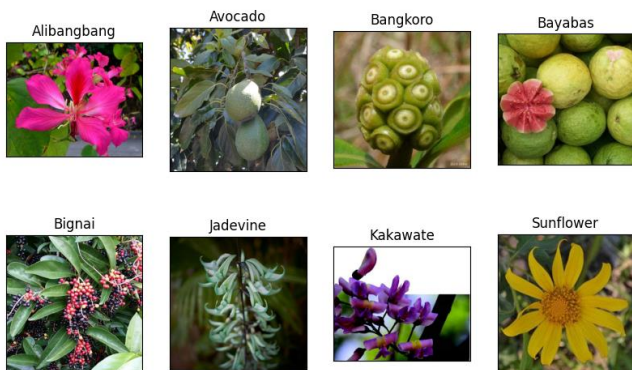 Alibangbang
Avocado
Bangkoro
Bayabas
Bignai
Jadevine
Kakawate
Sunflower